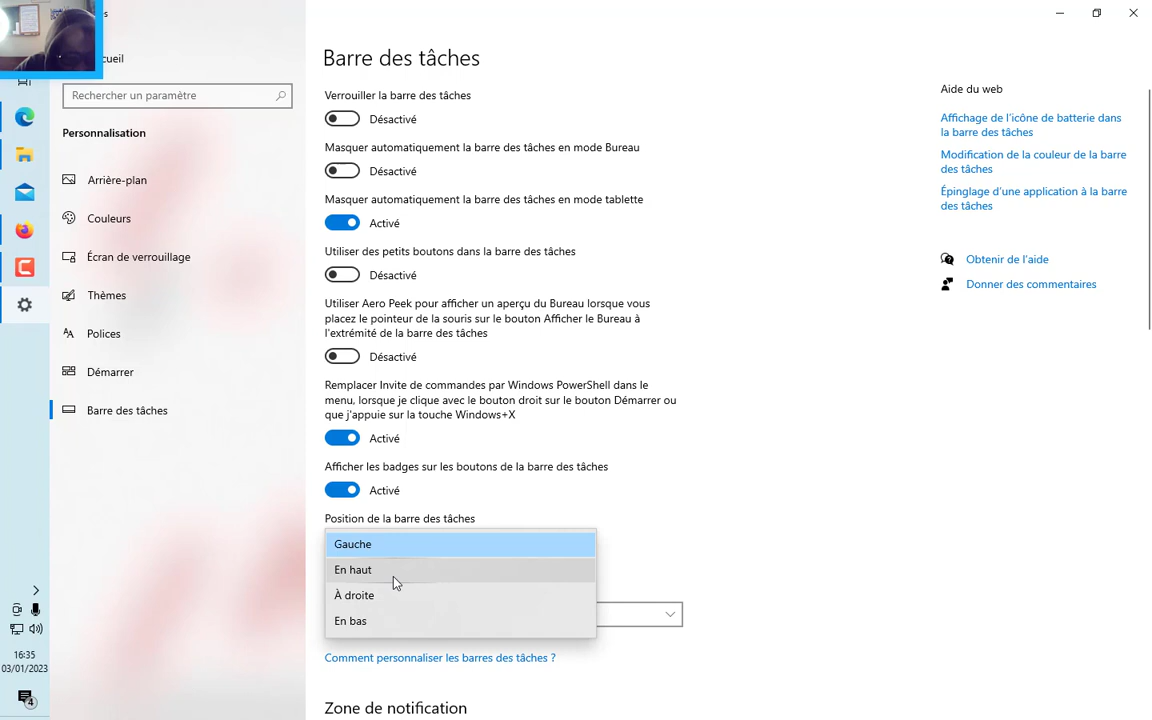 s
cueil
Rechercher un paramètre
Personnalisation
Arrière-plan
Couleurs
Écran de verrouillage
Thèmes
Polices
Démarrer
Barre des tâches
16:35
03/01/2023
4
Barre des tâches
Verrouiller la barre des tâches
Désactivé
Masquer automatiquement la barre des tâches en mode Bureau
Désactivé
Masquer automatiquement la barre des tâches en mode tablette
Activé
Utiliser des petits boutons dans la barre des tâches
Désactivé
Utiliser Aero Peek pour afficher un aperçu du Bureau lorsque vous
placez le pointeur de la souris sur le bouton Afficher le Bureau à
l'extrémité de la barre des tâches
Désactivé
Remplacer Invite de commandes par Windows PowerShell dans le
menu, lorsque je clique avec le bouton droit sur le bouton Démarrer ou
que j'appuie sur la touche Windows+X
Activé
Afficher les badges sur les boutons de la barre des tâches
Activé
Position de la barre des tâches
Gauche
En haut
À droite
En bas
Comment personnaliser les barres des tâches ?
Zone de notification
Aide du web
Affichage de l'icône de batterie dans
la barre des tâches
Modification de la couleur de la barre
des tâches
Épinglage d'une application à la barre
des tâches
Obtenir de l'aide
Donner des commentaires